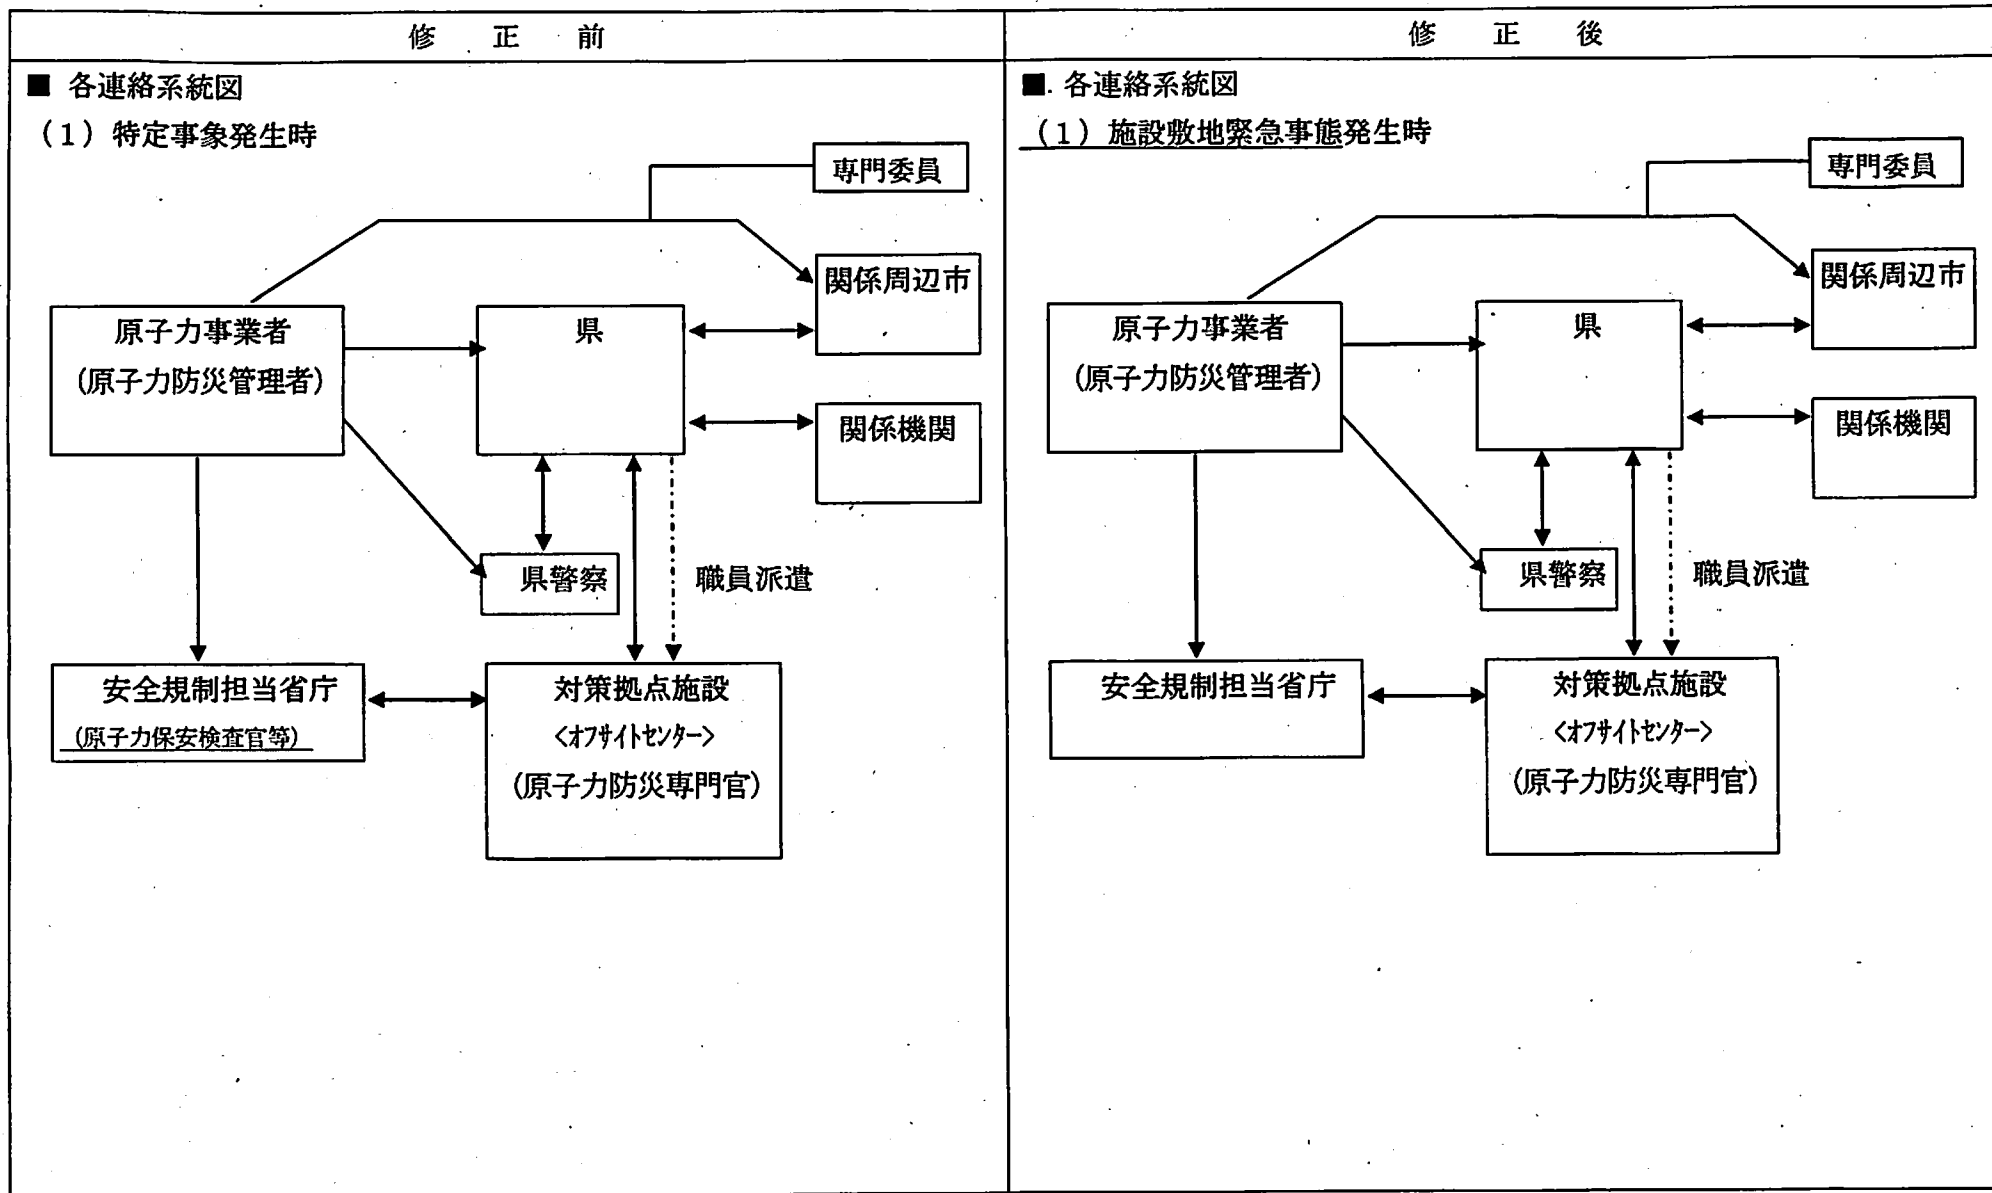 修正前
■ 各連絡系統図
（１）特定事象発生時
専門委員
関係周辺市
原子力事業者
(原子力防災管理者)
県
関係機関
県警察
職員派遣
安全規制担当省庁
(原子力保安検査官等)
対策拠点施設
<オフサイトセンター>
(原子力防災専門官)
修正後
■ 各連絡系統図
（１）施設敷地緊急事態発生時
専門委員
関係周辺市
原子力事業者
(原子力防災管理者)
県
関係機関
県警察
職員派遣
安全規制担当省庁
対策拠点施設
<オフサイトセンター>
(原子力防災専門官)